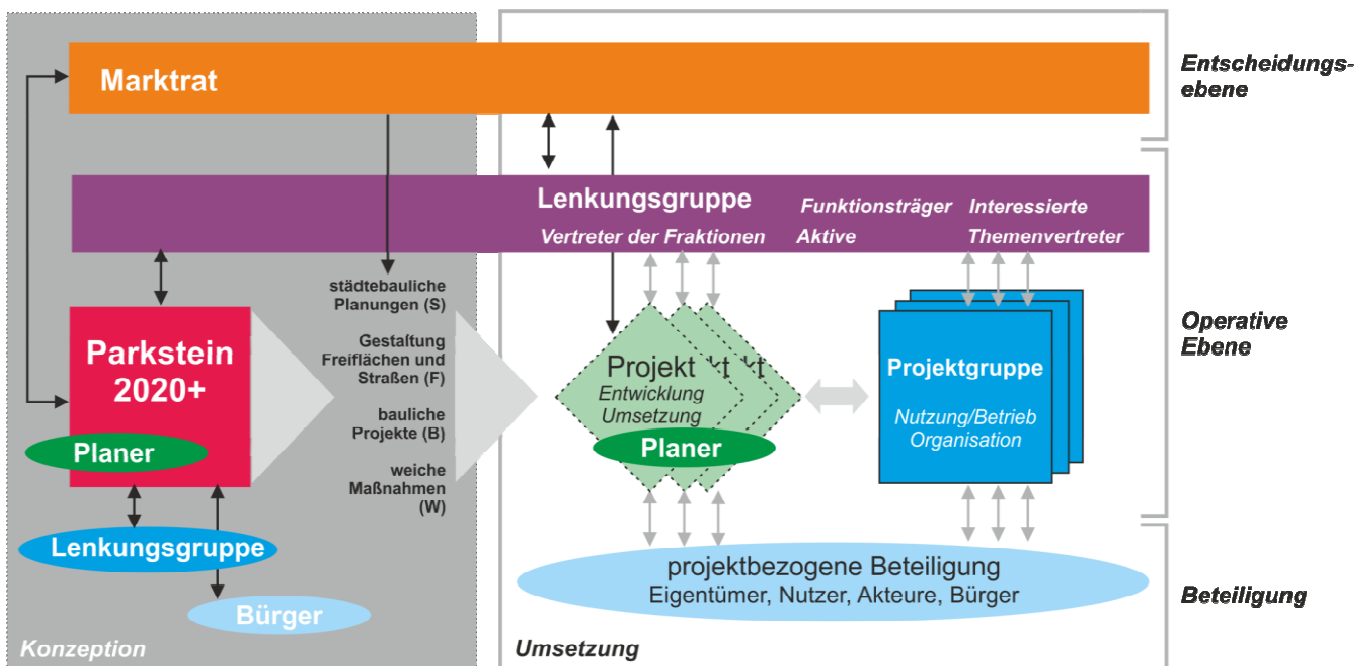 Marktrat
Entscheidungs-
ebene
Lenkungsgruppe
Funktionsträger
Interessierte
Vertreter der Fraktionen
Aktive
Themenvertreter
Parkstein
2020+
Planer
Lenkungsgruppe
Bürger
Konzeption
städtebauliche
Planungen (S)
Gestaltung
Freiflächen und
Straßen (F)
bauliche
Projekte (B)
weiche
Maßnahmen
(W)
Projekt
kt
kt
Entwicklung
Umsetzung
Planer
Projektgruppe
Nutzung/Betrieb
Organisation
Operative
Ebene
projektbezogene Beteiligung
Eigentümer, Nutzer, Akteure, Bürger
Beteiligung
Umsetzung